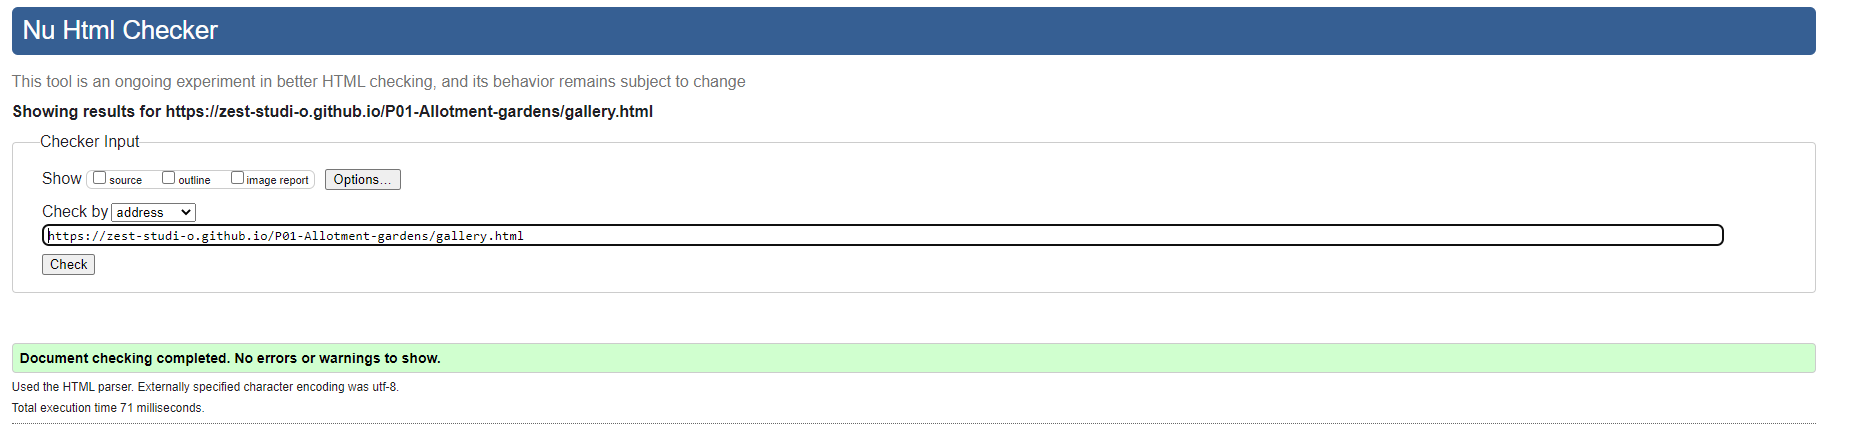 Nu Html Checker
This tool is an ongoing experiment in better HTML checking, and its behavior remains subject to change
Showing results for https://zest-studi-o.github.io/P01-Allotment-gardens/gallery.html
Checker Input
Show source outline image report Options...
Check by address
https://zest-studi-o.github.io/P01-Allotment-gardens/gallery.html
Check
Document checking completed. No errors or warnings to show.
Used the HTML parser. Externally specified character encoding was utf-8.
Total execution time 71 milliseconds.